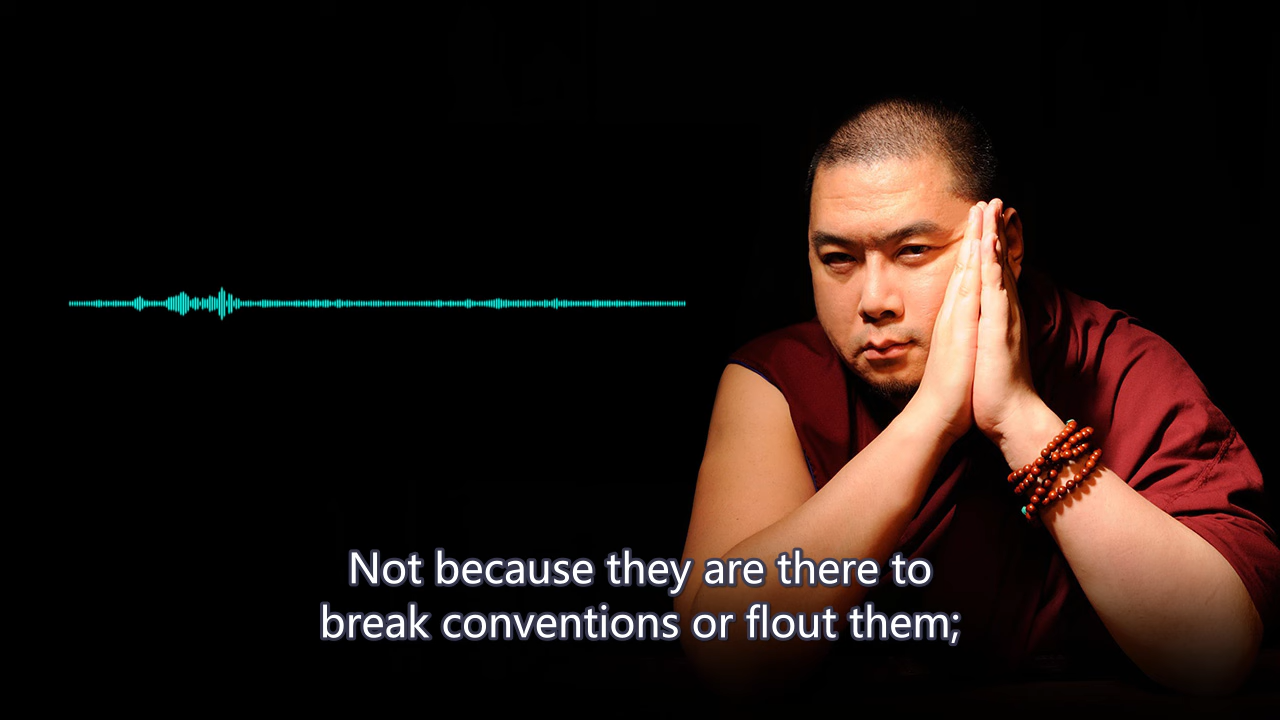 Not because they are there to
break conventions or flout them;